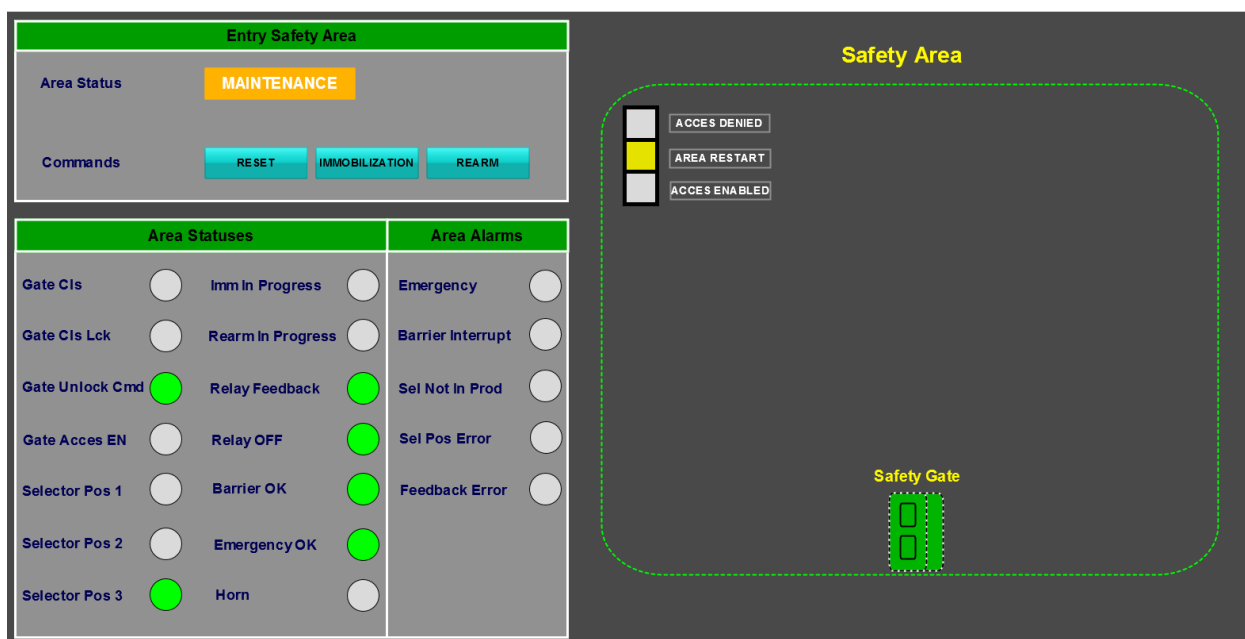 Entry Safety Area
Area Status
MAINTENANCE
Commands
RESET
IMMOBILIZATION
REARM
Area Statuses
Area Alarms
Gate Cls
Imm In Progress
Emergency
Gate Cls Lck
Rearm In Progress
Barrier Interrupt
Gate Unlock Cmd
Relay Feedback
Sel Not In Prod
Gate Acces EN
Relay OFF
Sel Pos Error
Selector Pos 1
Barrier OK
Feedback Error
Selector Pos 2
Emergency OK
Selector Pos 3
Horn
Safety Area
ACCES DENIED
AREA RESTART
ACCES ENABLED
Safety Gate